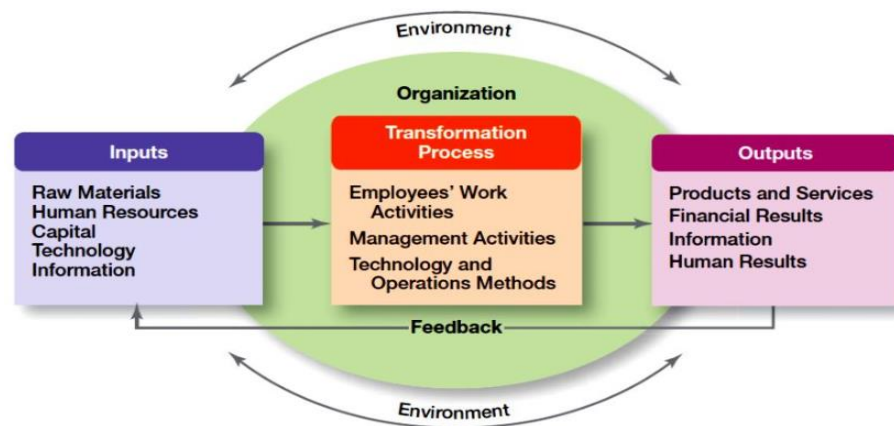 Environment
Organization
Inputs
Raw Materials
Human Resources
Capital
Technology
Information
Transformation
Process
Employees' Work
Activities
Management Activities
Technology and
Operations Methods
Outputs
Products and Services
Financial Results
Information
Human Results
Feedback
Environment